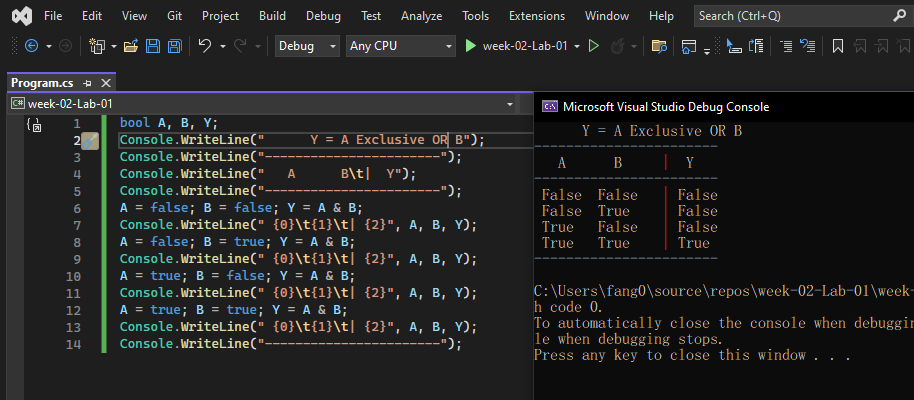 File Edit View Git Project Build Debug Test Analyze Tools Extensions Window Help Search (Ctrl+Q)
Debug Any CPU week-02-Lab-01
Program.cs
C# week-02-Lab-01
1 bool A, B, Y;
2 Console.WriteLine("      Y = A Exclusive OR B");
3 Console.WriteLine("-----------------------");
4 Console.WriteLine("   A      B\t|  Y");
5 Console.WriteLine("-----------------------");
6 A = false; B = false; Y = A & B;
7 Console.WriteLine(" {0}\t{1}\t| {2}", A, B, Y);
8 A = false; B = true; Y = A & B;
9 Console.WriteLine(" {0}\t{1}\t| {2}", A, B, Y);
10 A = true; B = false; Y = A & B;
11 Console.WriteLine(" {0}\t{1}\t| {2}", A, B, Y);
12 A = true; B = true; Y = A & B;
13 Console.WriteLine(" {0}\t{1}\t| {2}", A, B, Y);
14 Console.WriteLine("-----------------------");
Microsoft Visual Studio Debug Console
Y = A Exclusive OR B
-----------------------
A B | Y
-----------------------
False False | False
False True | False
True False | False
True True | True
-----------------------
C:\Users\fang0\source\repos\week-02-Lab-01\week-
h code 0.
To automatically close the console when debuggin
le when debugging stops.
Press any key to close this window . . .